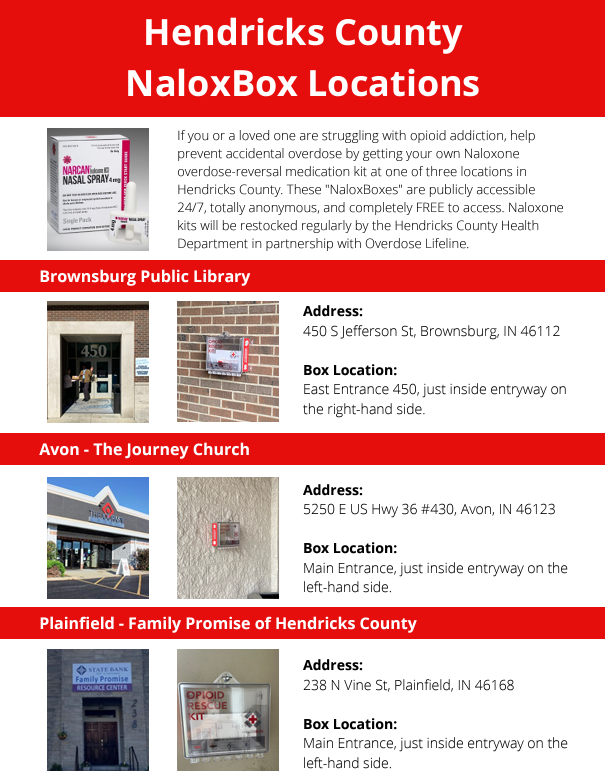 Hendricks County
NaloxBox Locations
NARCAN
NASAL SPRAY 4mg
Single Pack
If you or a loved one are struggling with opioid addiction, help
prevent accidental overdose by getting your own Naloxone
overdose-reversal medication kit at one of three locations in
Hendricks County. These "NaloxBoxes" are publicly accessible
24/7, totally anonymous, and completely FREE to access. Naloxone
kits will be restocked regularly by the Hendricks County Health
Department in partnership with Overdose Lifeline.
Brownsburg Public Library
450
Address:
450 S Jefferson St, Brownsburg, IN 46112
Box Location:
East Entrance 450, just inside entryway on
the right-hand side.
Avon - The Journey Church
Address:
5250 E US Hwy 36 #430, Avon, IN 46123
Box Location:
Main Entrance, just inside entryway on the
left-hand side.
Plainfield - Family Promise of Hendricks County
STATE BANK
Family Promise
RESOURCE CENTER
238
OPIOID
RESCUE
KIT
Address:
238 N Vine St, Plainfield, IN 46168
Box Location:
Main Entrance, just inside entryway on the
left-hand side.